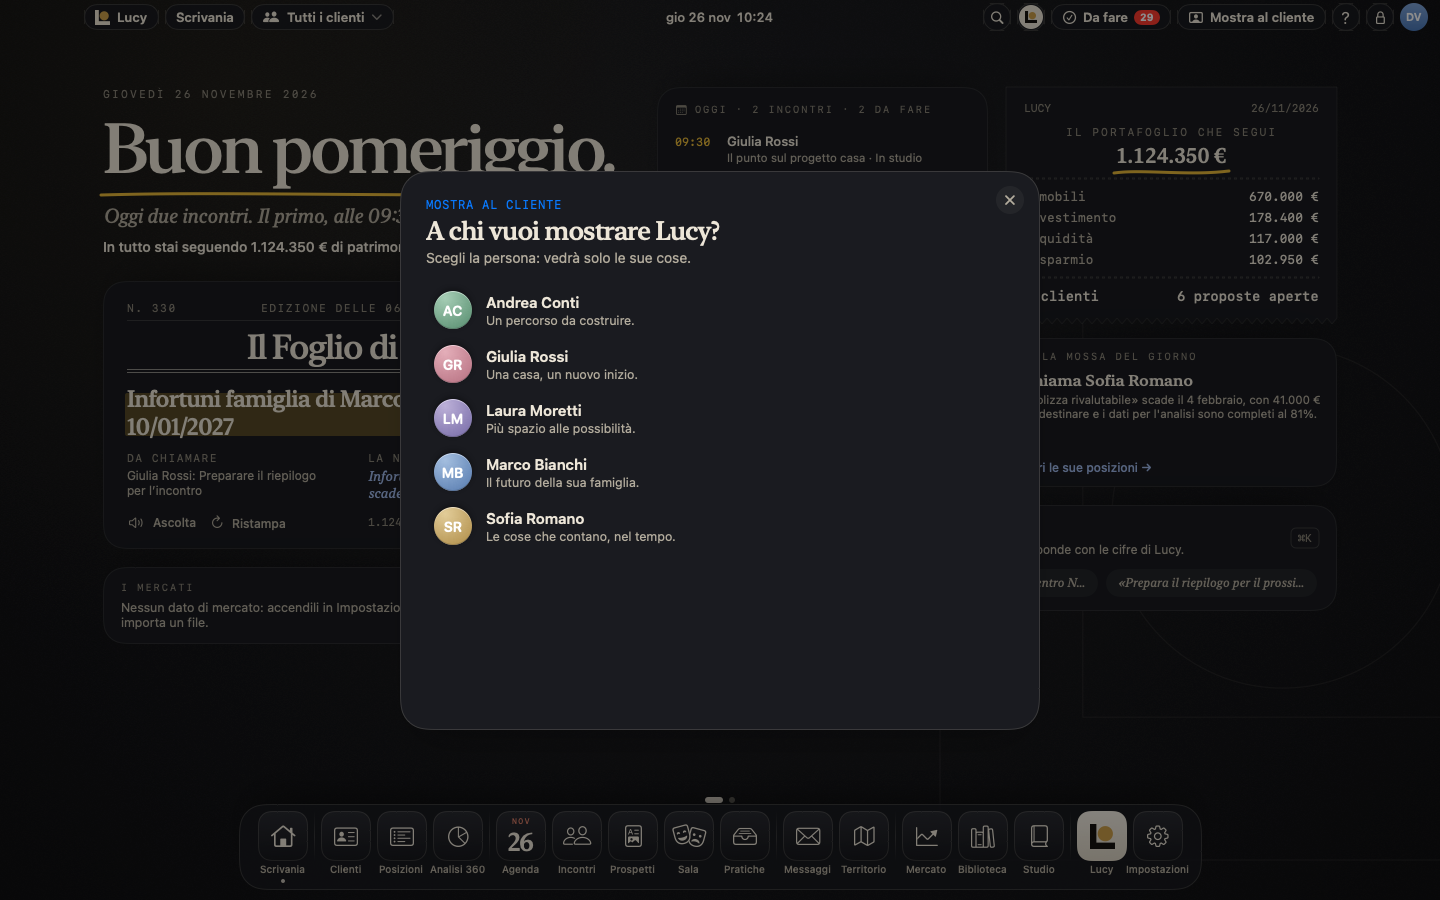 Lucy
Scrivania
Tutti i clienti
gio 26 nov 10:24
Da fare 29
Mostra al cliente
?
DV
GIOVEDÌ 26 NOVEMBRE 2026
Buon pomeriggio.
Oggi due incontri. Il primo, alle 09:3
In tutto stai seguendo 1.124.350 € di patrimon
OGGI · 2 INCONTRI · 2 DA FARE
09:30 Giulia Rossi
Il punto sul progetto casa · In studio
LUCY 26/11/2026
IL PORTAFOGLIO CHE SEGUI
1.124.350 €
mobili 670.000 €
vestimento 178.400 €
quidità 117.000 €
sparmio 102.950 €
clienti 6 proposte aperte
N. 330 EDIZIONE DELLE 06
Il Foglio di
Infortuni famiglia di Marco
10/01/2027
DA CHIAMARE
Giulia Rossi: Preparare il riepilogo
per l'incontro
LA N
Infor
scade
Ascolta
Ristampa
1.124
I MERCATI
Nessun dato di mercato: accendili in Impostazio
importa un file.
MOSTRA AL CLIENTE
A chi vuoi mostrare Lucy?
Scegli la persona: vedrà solo le sue cose.
AC Andrea Conti
Un percorso da costruire.
GR Giulia Rossi
Una casa, un nuovo inizio.
LM Laura Moretti
Più spazio alle possibilità.
MB Marco Bianchi
Il futuro della sua famiglia.
SR Sofia Romano
Le cose che contano, nel tempo.
LA MOSSA DEL GIORNO
iama Sofia Romano
olizza rivalutabile» scade il 4 febbraio, con 41.000 €
destinare e i dati per l'analisi sono completi al 81%.
ri le sue posizioni →
⌘K
ponde con le cifre di Lucy.
entro N...
«Prepara il riepilogo per il prossi...
NOV
26
Scrivania
Clienti
Posizioni
Analisi 360
Agenda
Incontri
Prospetti
Sala
Pratiche
Messaggi
Territorio
Mercato
Biblioteca
Studio
Lucy
Impostazioni